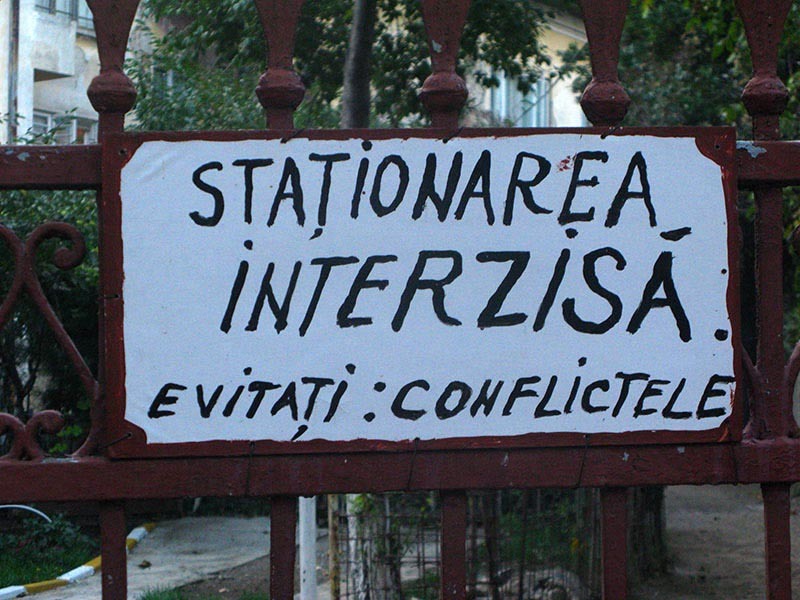 STAȚIONAREA
INTERZISĂ.
EVITAȚI: CONFLICTELE